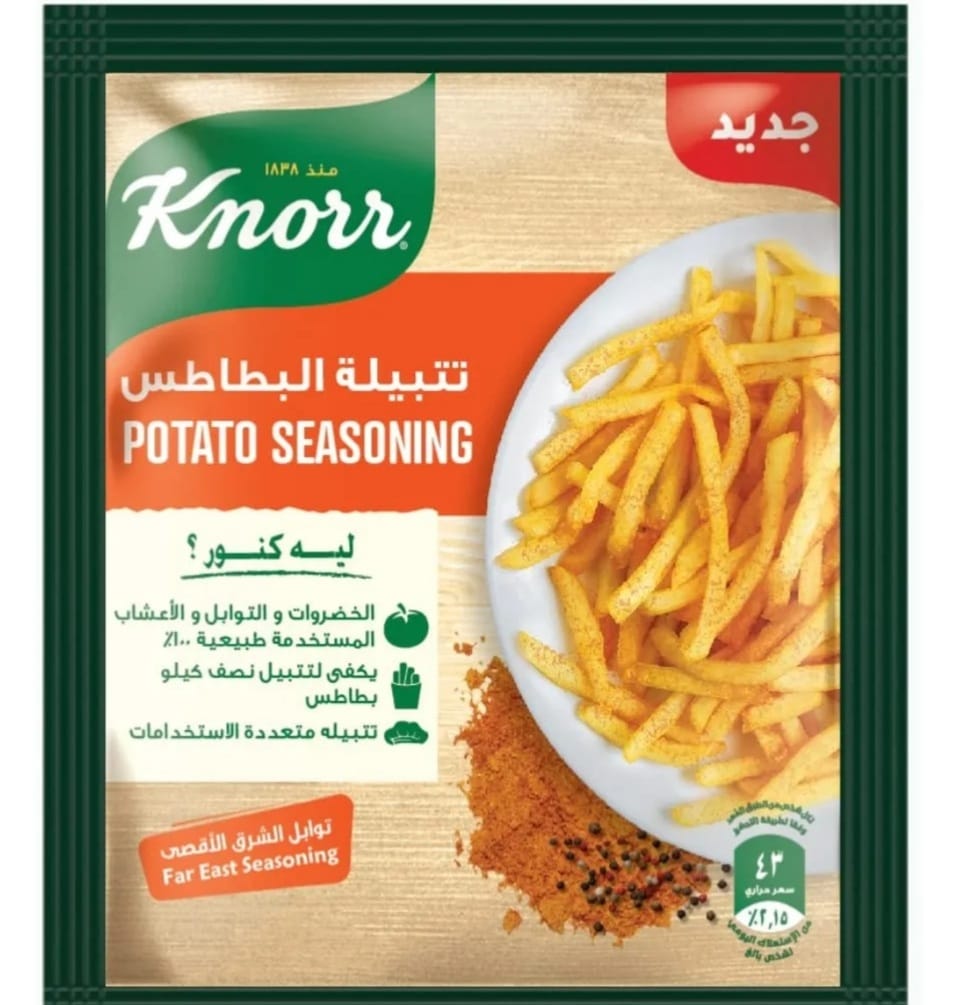 منذ ١٨٣٨
Knorr
جديد
تتبيلة البطاطس
POTATO SEASONING
ليه كنور ؟
الخضروات و التوابل و الأعشاب
المستخدمة طبيعية ١٠٠٪
يكفى لتتبيل نصف كيلو
بطاطس
تتبيله متعددة الاستخدامات
توابل الشرق الأقصى
Far East Seasoning
٤٣
سعر حراري
٢,١٥٪
من الإستهلاك اليومي
لشخص بالغ